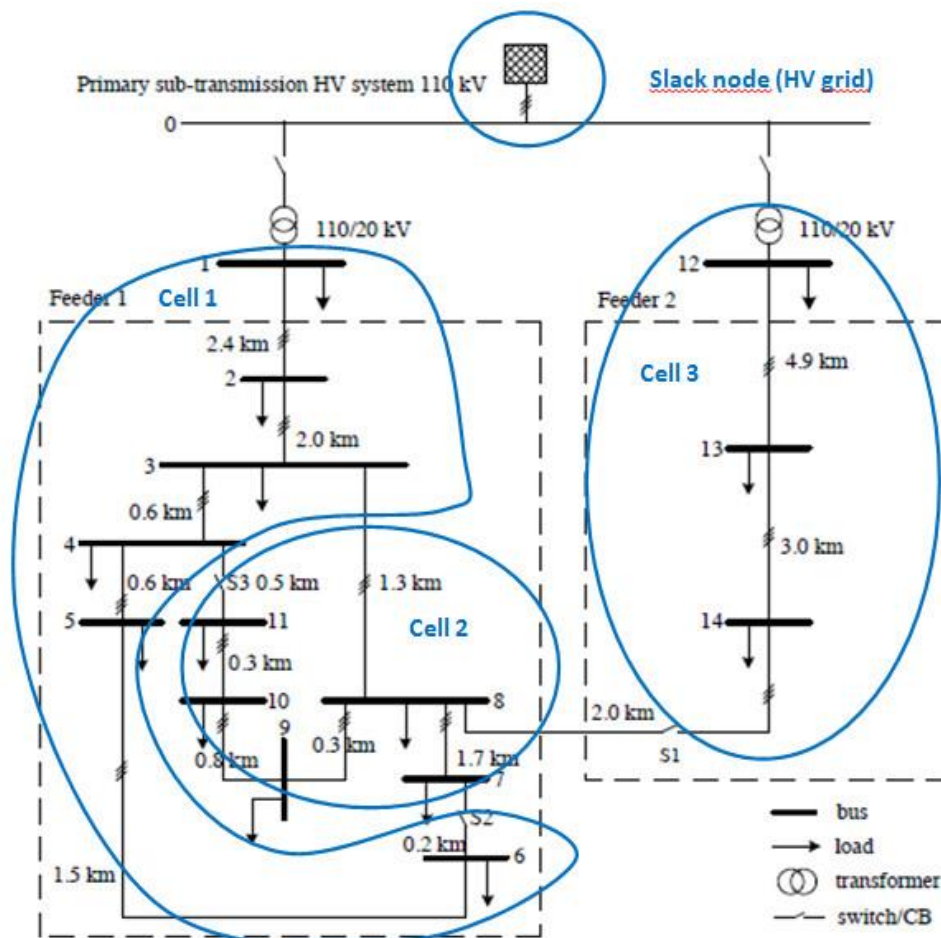 Primary sub-transmission HV system 110 kV
Slack node (HV grid)
0
110/20 kV
110/20 kV
1
12
Feeder 1
Cell 1
Feeder 2
2.4 km
4.9 km
2
Cell 3
2.0 km
13
3
0.6 km
3.0 km
4
0.6 km
S3 0.5 km
1.3 km
5
11
Cell 2
14
0.3 km
10
8
9
2.0 km
0.8 km
0.3 km
1.7 km
S1
7
S2
bus
0.2 km
load
1.5 km
6
transformer
switch/CB